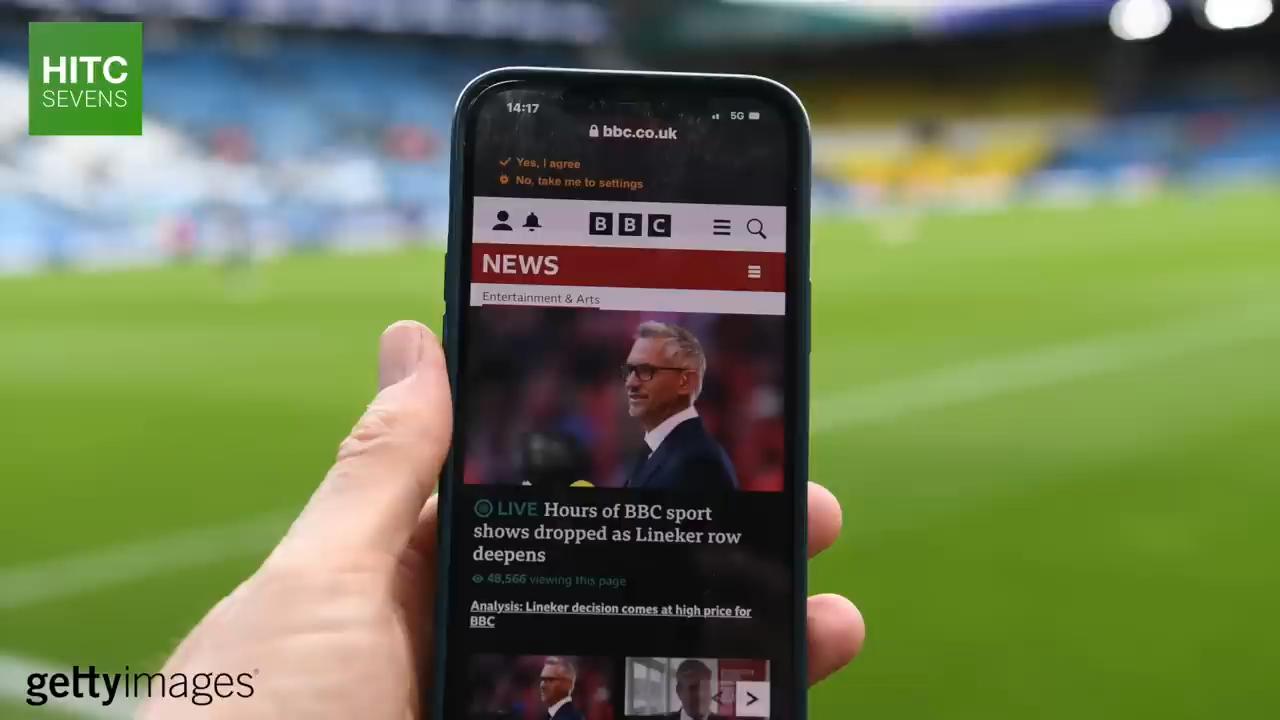 HITC
SEVENS
14:17
5G
bbc.co.uk
Yes, I agree
No, take me to settings
BBC
NEWS
Entertainment & Arts
LIVE Hours of BBC sport
shows dropped as Lineker row
deepens
48,566 viewing this page
Analysis: Lineker decision comes at high price for
BBC
gettyimages